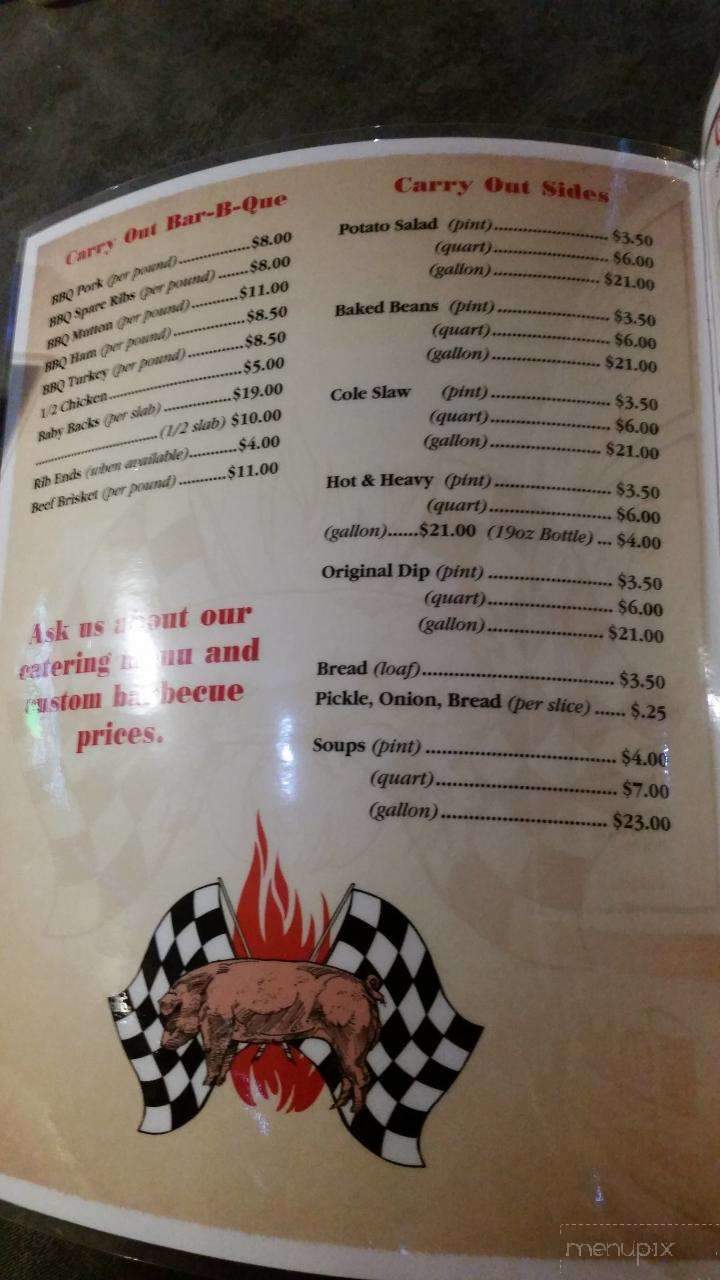 Carry Out Bar-B-Que
BBQ Pork (per pound)....................$8.00
BBQ Spare Ribs (per pound) .......$8.00
BBQ Mutton (per pound) ...........$11.00
BBQ Ham (per pound)..................$8.50
BBQ Turkey (per pound) .............$8.50
1/2 Chicken...............................$5.00
Baby Backs (per slab) .................$19.00
.............................(1/2 slab) $10.00
Rib Ends (when available)..........$4.00
Beef Brisket (per pound) ...........$11.00
Ask us about our
catering menu and
custom barbecue
prices.
Carry Out Sides
Potato Salad (pint)........................... $3.50
(quart)................................. $6.00
(gallon)............................... $21.00
Baked Beans (pint)........................... $3.50
(quart)................................. $6.00
(gallon)............................... $21.00
Cole Slaw (pint)........................... $3.50
(quart)................................. $6.00
(gallon)............................... $21.00
Hot & Heavy (pint)........................... $3.50
(quart)................................. $6.00
(gallon)......$21.00 (19oz Bottle) ... $4.00
Original Dip (pint) ........................... $3.50
(quart)................................. $6.00
(gallon)............................... $21.00
Bread (loaf)........................................ $3.50
Pickle, Onion, Bread (per slice) ...... $.25
Soups (pint) ....................................... $4.00
(quart)...................................... $7.00
(gallon).................................... $23.00
menupix